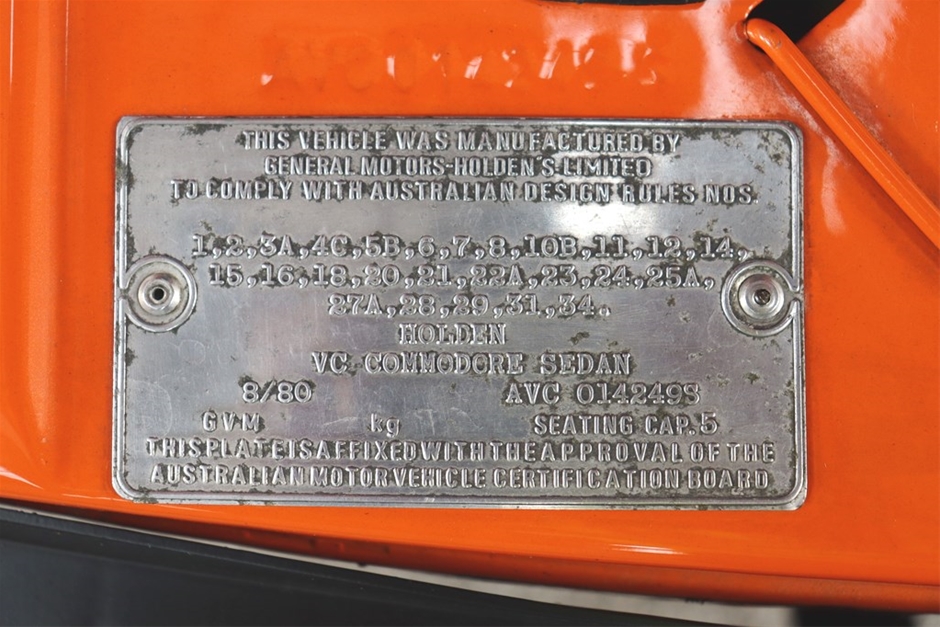 THIS VEHICLE WAS MANUFACTURED BY
GENERAL MOTORS-HOLDEN'S LIMITED
TO COMPLY WITH AUSTRALIAN DESIGN RULES NOS.
1,2,3A,4C,5B,6,7,8,10B,11,12,14,
15,16,18,20,21,22A,23,24,25A,
27A,28,29,31,34.
HOLDEN
VC COMMODORE SEDAN
8/80 AVC 014249S
GVM kg SEATING CAP. 5
THIS PLATE IS AFFIXED WITH THE APPROVAL OF THE
AUSTRALIAN MOTOR VEHICLE CERTIFICATION BOARD